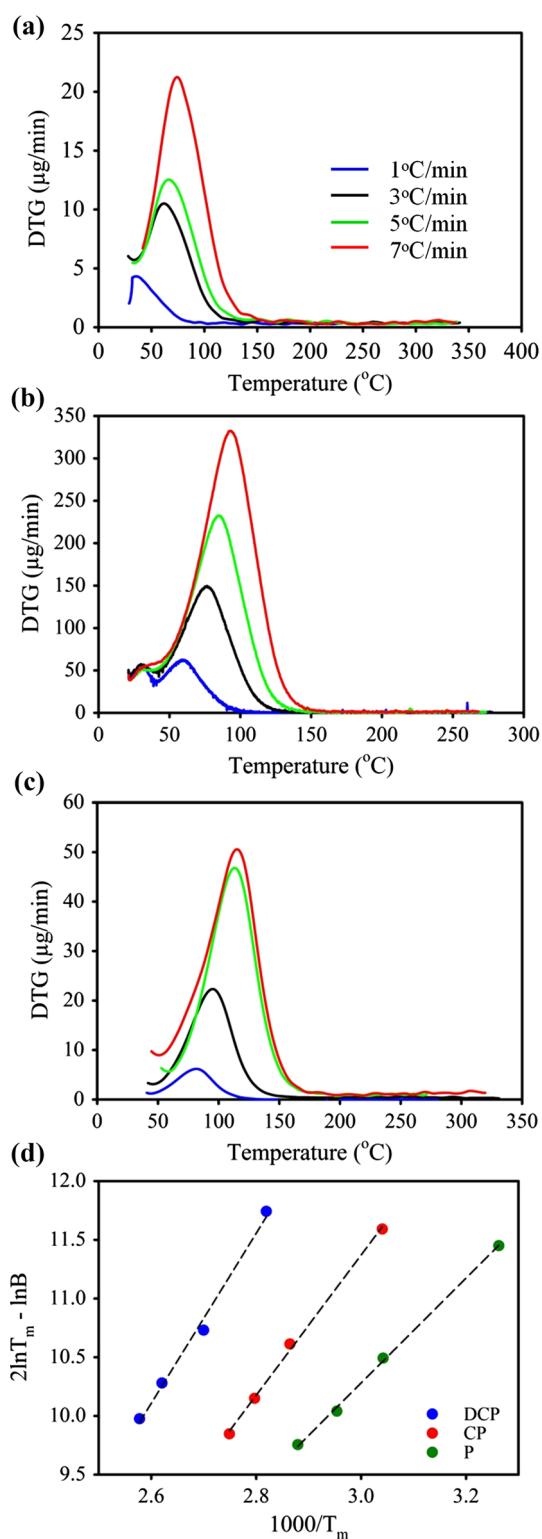 (a)
25
20
15
10
5
0
DTG (µg/min)
1°C/min
3°C/min
5°C/min
7°C/min
0 50 100 150 200 250 300 350 400
Temperature (°C)
(b)
350
300
250
200
150
100
50
0
DTG (µg/min)
0 50 100 150 200 250 300
Temperature (°C)
(c)
60
50
40
30
20
10
0
DTG (µg/min)
0 50 100 150 200 250 300 350
Temperature (°C)
(d)
12.0
11.5
11.0
10.5
10.0
9.5
2lnTm - lnB
DCP
CP
P
2.6 2.8 3.0 3.2
1000/Tm